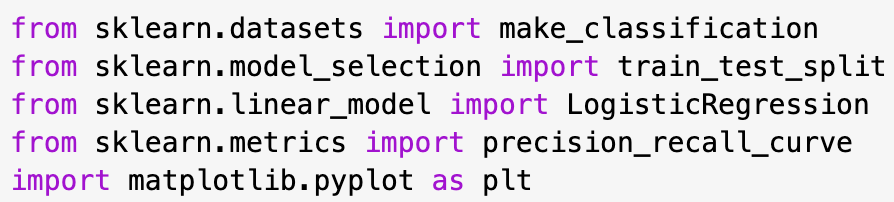 from sklearn.datasets import make_classification
from sklearn.model_selection import train_test_split
from sklearn.linear_model import LogisticRegression
from sklearn.metrics import precision_recall_curve
import matplotlib.pyplot as plt